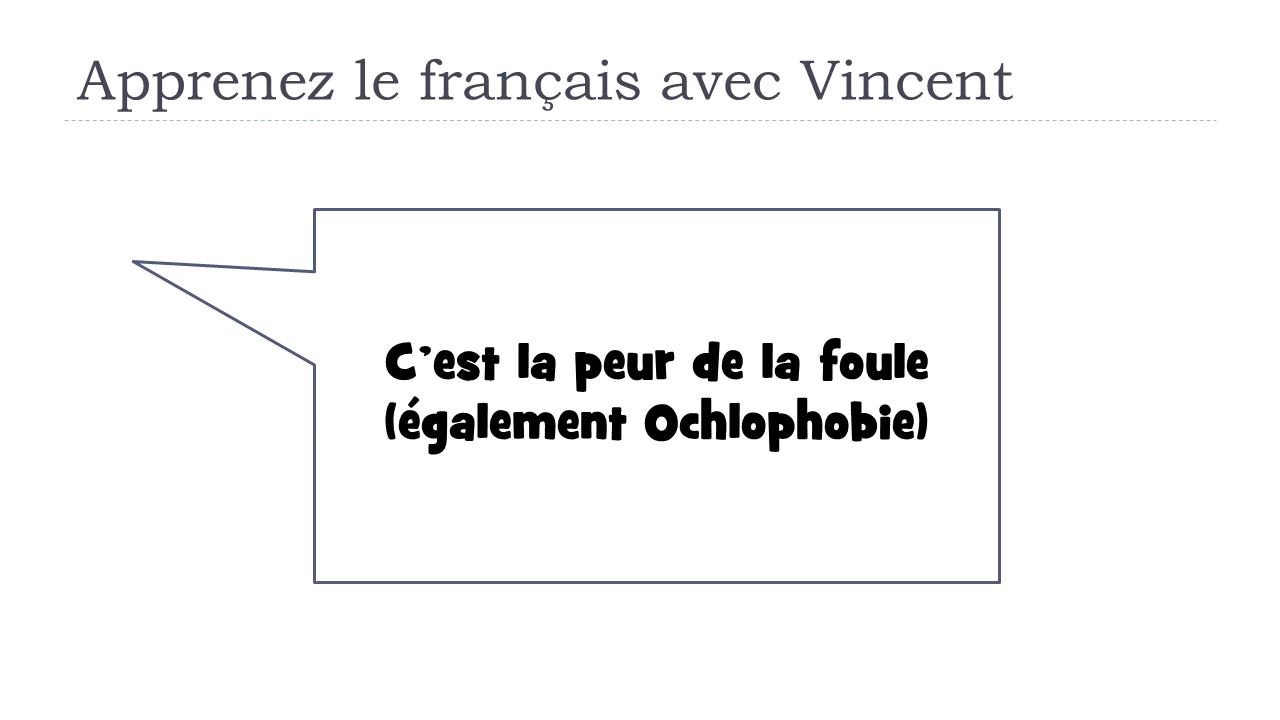 Apprenez le français avec Vincent
C’est la peur de la foule
(également Ochlophobie)